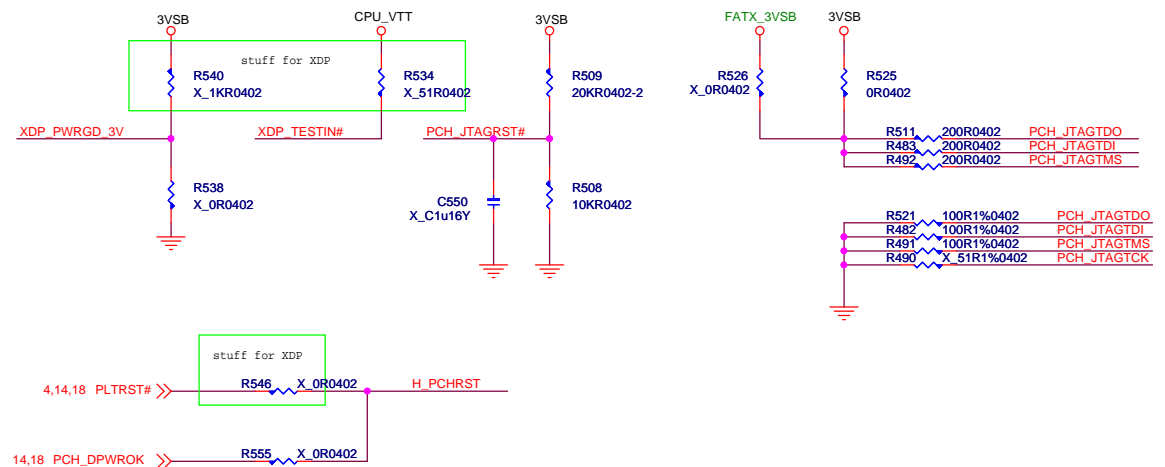 3VSB CPU_VTT 3VSB FATX_3VSB 3VSB
stuff for XDP
R540 X_1KR0402
R534 X_51R0402
R509 20KR0402-2
R526 X_0R0402
R525 0R0402
XDP_PWRGD_3V XDP_TESTIN# PCH_JTAGRST#
R511 200R0402 PCH_JTAGTDO
R483 200R0402 PCH_JTAGTDI
R492 200R0402 PCH_JTAGTMS
R538 X_0R0402
C550 X_C1u16Y
R508 10KR0402
R521 100R1%0402 PCH_JTAGTDO
R482 100R1%0402 PCH_JTAGTDI
R491 100R1%0402 PCH_JTAGTMS
R490 X_51R1%0402 PCH_JTAGTCK
stuff for XDP
4,14,18 PLTRST# R546 X_0R0402 H_PCHRST
14,18 PCH_DPWROK R555 X_0R0402